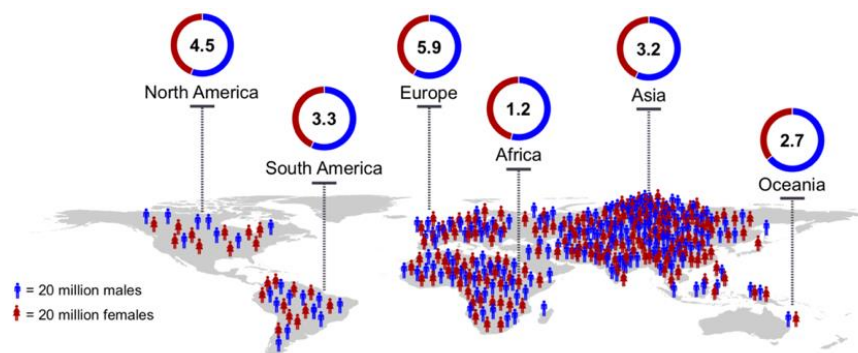 4.5
North America
3.3
South America
5.9
Europe
1.2
Africa
3.2
Asia
2.7
Oceania
= 20 million males
= 20 million females